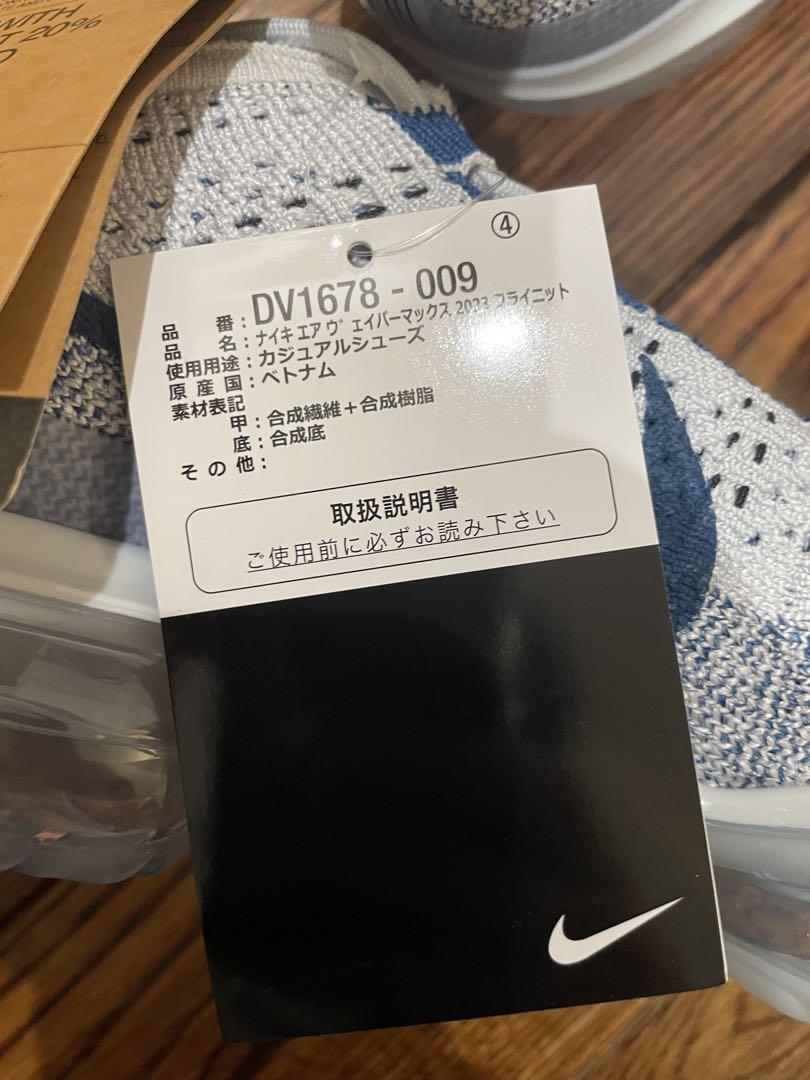 WITH
T 20%
④
品 番：DV1678 - 009
品 名：ナイキ エア ヴェイパーマックス 2023 フライニット
使用用途：カジュアルシューズ
原 産 国：ベトナム
素材表記
甲：合成繊維＋合成樹脂
底：合成底
そ の 他：
取扱説明書
ご使用前に必ずお読み下さい